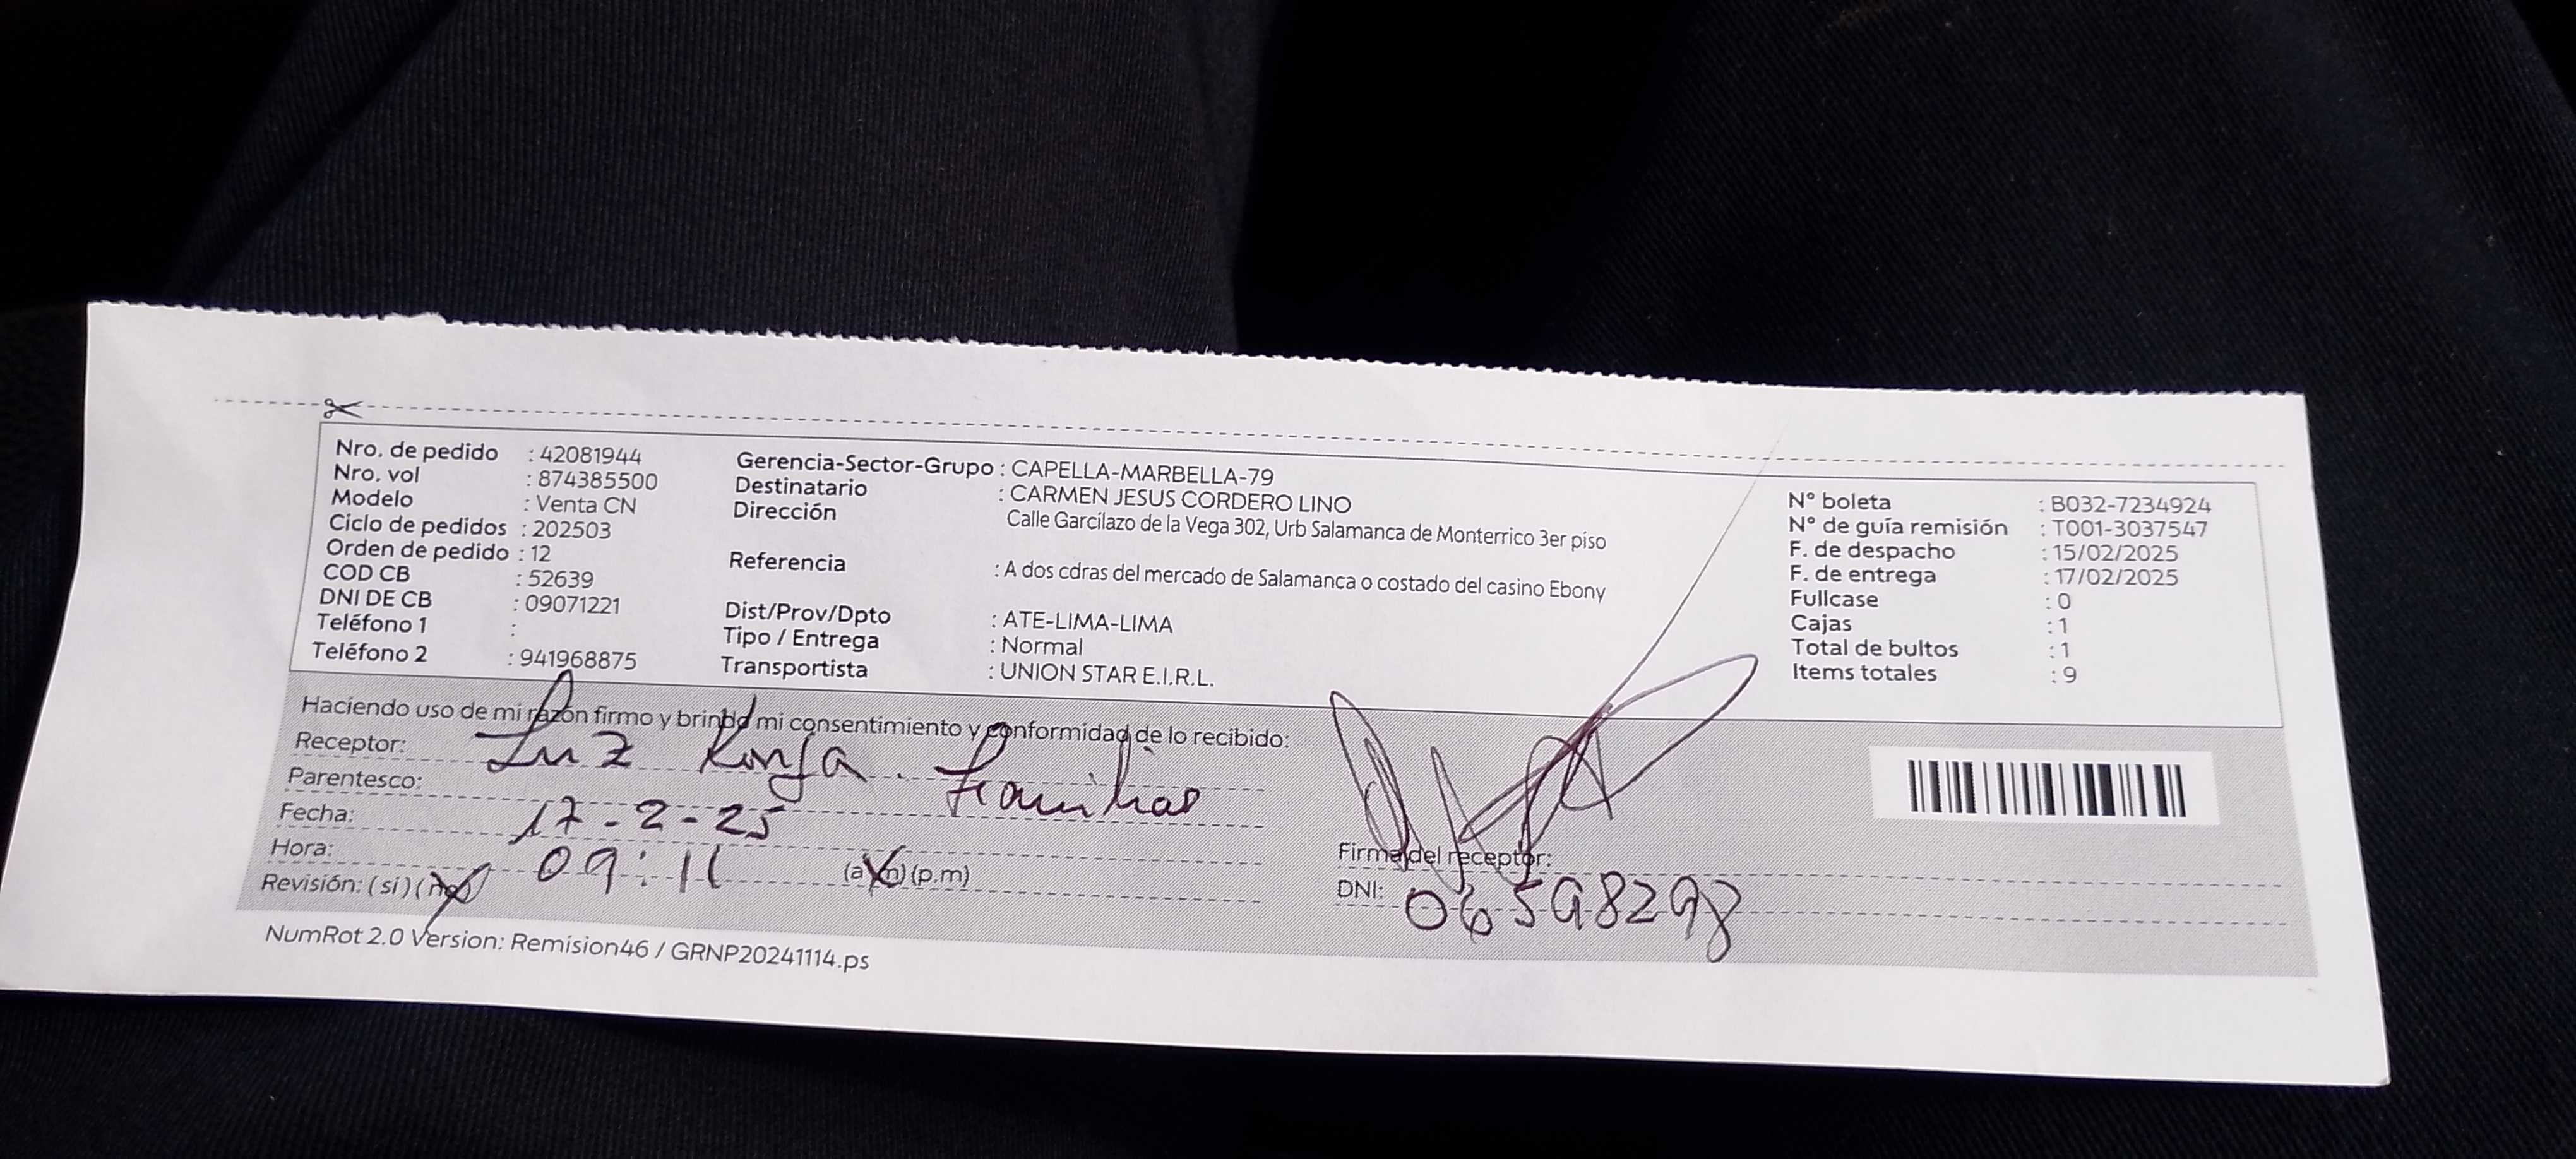 Nro. de pedido : 42081944
Nro. vol : 874385500
Modelo : Venta CN
Ciclo de pedidos : 202503
Orden de pedido : 12
COD CB : 52639
DNI DE CB : 09071221
Teléfono 1 :
Teléfono 2 : 941968875
Gerencia-Sector-Grupo : CAPELLA-MARBELLA-79
Destinatario : CARMEN JESUS CORDERO LINO
Dirección Calle Garcilazo de la Vega 302, Urb Salamanca de Monterrico 3er piso
Referencia : A dos cdras del mercado de Salamanca o costado del casino Ebony
Dist/Prov/Dpto : ATE-LIMA-LIMA
Tipo / Entrega : Normal
Transportista : UNION STAR E.I.R.L.
N° boleta : B032-7234924
N° de guía remisión : T001-3037547
F. de despacho : 15/02/2025
F. de entrega : 17/02/2025
Fullcase : 0
Cajas : 1
Total de bultos : 1
Items totales : 9
Haciendo uso de mi razón firmo y brindo mi consentimiento y conformidad de lo recibido:
Receptor: Luz
Parentesco: Familiar
Fecha: 17-2-25
Hora: 09:11 (a.m) (p.m)
Revisión: (si) (no)
Firma del receptor:
DNI: 06598298
NumRot 2.0 Version: Remision46 / GRNP20241114.ps